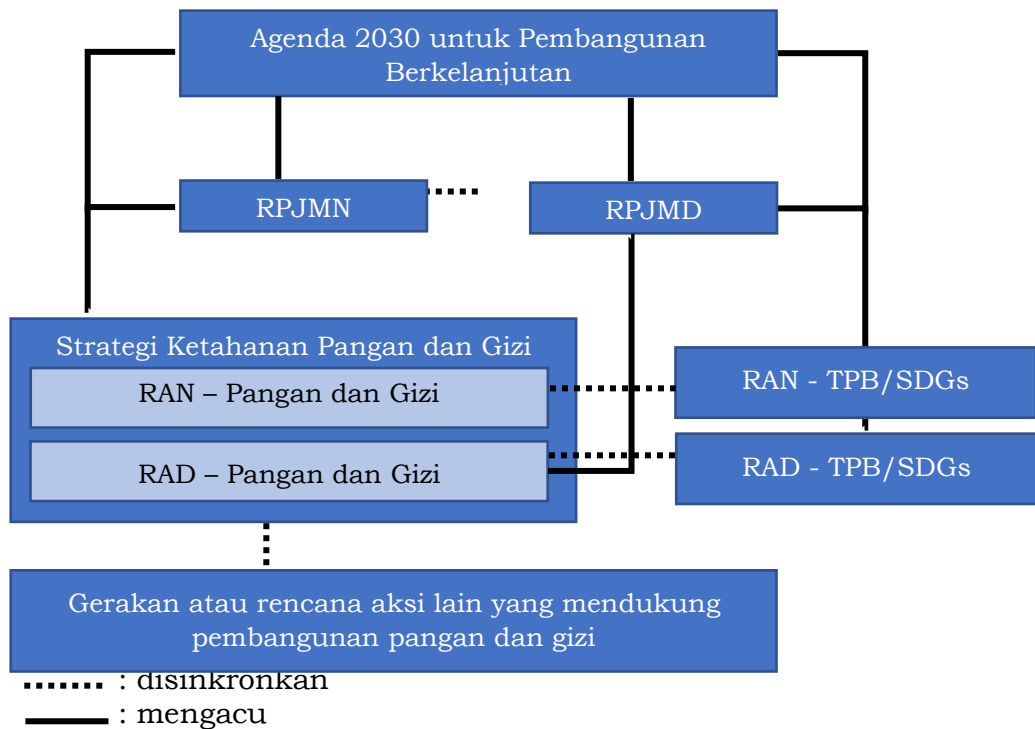 Agenda 2030 untuk Pembangunan
Berkelanjutan
RPJMN
RPJMD
Strategi Ketahanan Pangan dan Gizi
RAN – Pangan dan Gizi
RAD – Pangan dan Gizi
RAN - TPB/SDGs
RAD - TPB/SDGs
Gerakan atau rencana aksi lain yang mendukung
pembangunan pangan dan gizi
: disinkronkan
: mengacu